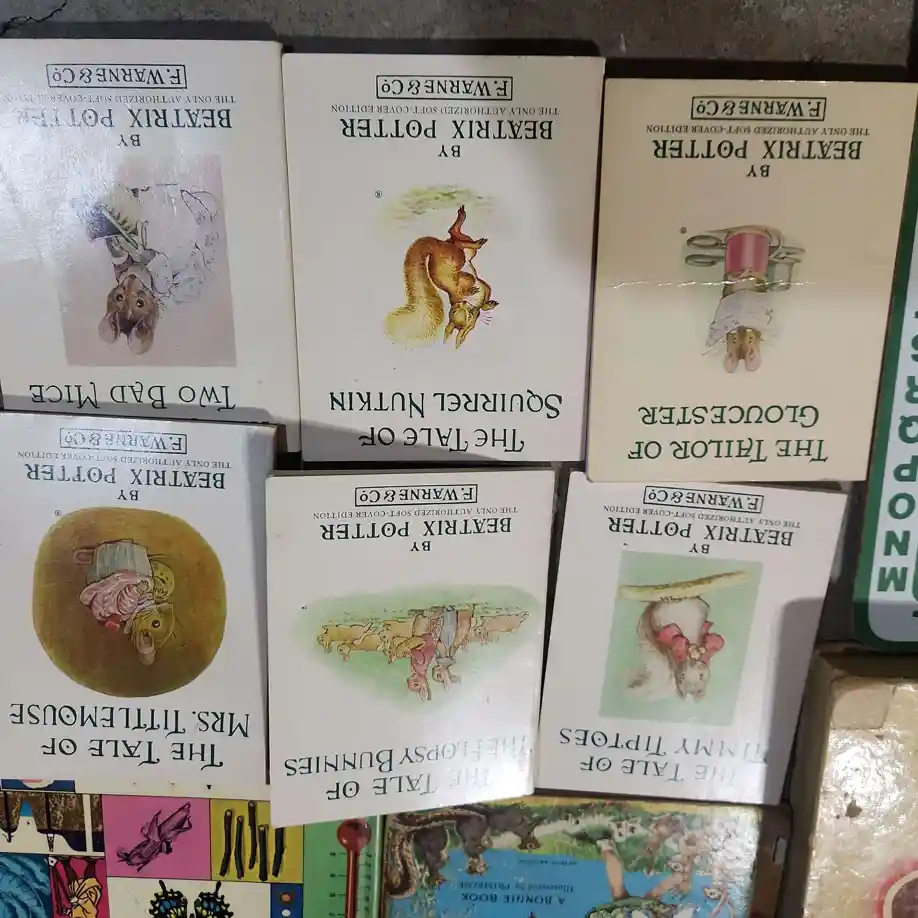 A BONNIE BOOK
Illustrated by PRIMROSE
THE TALE OF
TIMMY TIPTOES
BY
BEATRIX POTTER
THE ONLY AUTHORIZED SOFT-COVER EDITION
F. WARNE & Co
THE TALE OF
THE FLOPSY BUNNIES
BY
BEATRIX POTTER
THE ONLY AUTHORIZED SOFT-COVER EDITION
F. WARNE & Co
THE TALE OF
MRS. TITTLEMOUSE
®
BY
BEATRIX POTTER
THE ONLY AUTHORIZED SOFT-COVER EDITION
F. WARNE & Co
MNOPQRS
THE TAILOR OF
GLOUCESTER
®
BY
BEATRIX POTTER
THE ONLY AUTHORIZED SOFT-COVER EDITION
F. WARNE & Co
THE TALE OF
SQUIRREL NUTKIN
®
BY
BEATRIX POTTER
THE ONLY AUTHORIZED SOFT-COVER EDITION
F. WARNE & Co
TWO BAD MICE
BY
BEATRIX POTTER
THE ONLY AUTHORIZED SOFT-COVER EDITION
F. WARNE & Co